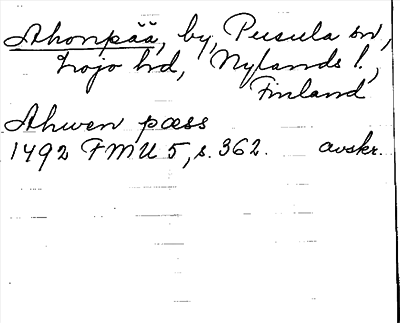 Ahonpää, by, Pusula sn,
Lojo hd, Nylands l.,
Finland
Ahwen pæss
1492 FMU 5, s. 362. avskr.